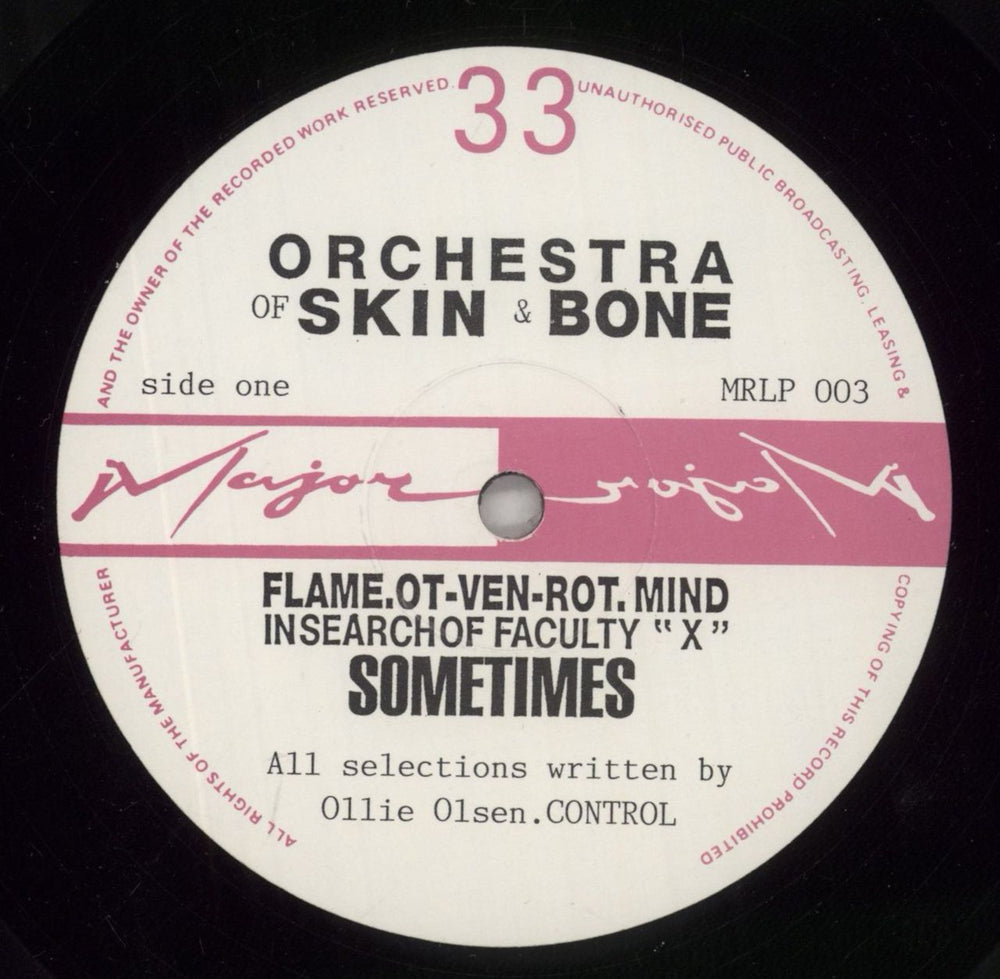 33
ALL RIGHTS OF THE MANUFACTURER
AND THE OWNER OF THE RECORDED WORK RESERVED.
UNAUTHORISED PUBLIC BROADCASTING, LEASING &
COPYING OF THIS RECORD PROHIBITED
ORCHESTRA
OF SKIN & BONE
side one MRLP 003
Major Major
FLAME.OT-VEN-ROT. MIND
INSEARCHOF FACULTY “X”
SOMETIMES
All selections written by
Ollie Olsen.CONTROL